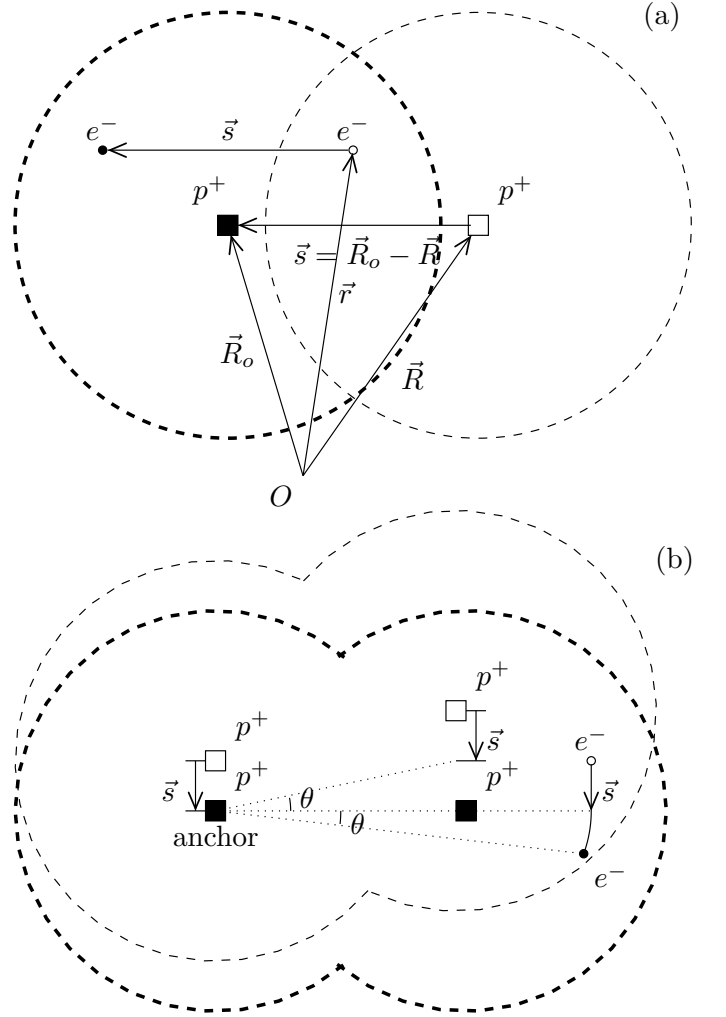 (a)
e⁻
s⃗
e⁻
p⁺
p⁺
s⃗ = R⃗ₒ − R⃗
r⃗
R⃗ₒ
R⃗
O
(b)
p⁺
p⁺
s⃗
e⁻
p⁺
p⁺
s⃗
s⃗
θ
θ
anchor
e⁻